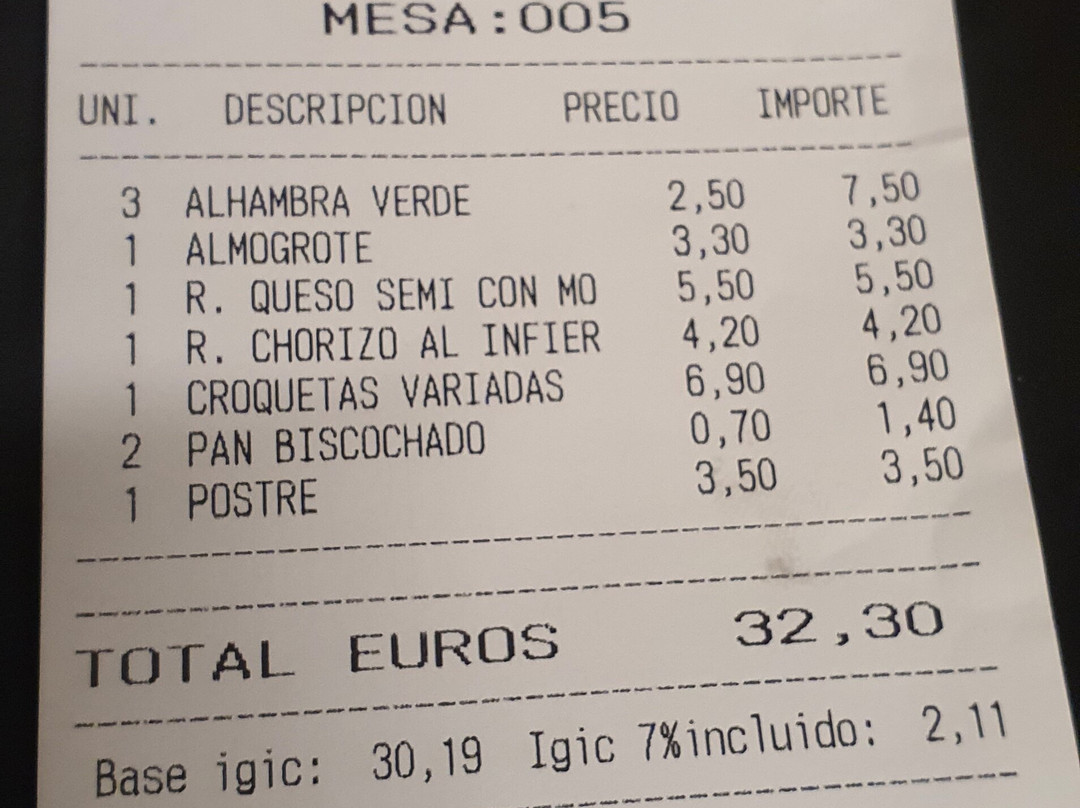 MESA:005
UNI. DESCRIPCION PRECIO IMPORTE
3 ALHAMBRA VERDE 2,50 7,50
1 ALMOGROTE 3,30 3,30
1 R. QUESO SEMI CON MO 5,50 5,50
1 R. CHORIZO AL INFIER 4,20 4,20
1 CROQUETAS VARIADAS 6,90 6,90
2 PAN BISCOCHADO 0,70 1,40
1 POSTRE 3,50 3,50
TOTAL EUROS 32,30
Base igic: 30,19 Igic 7%incluido: 2,11